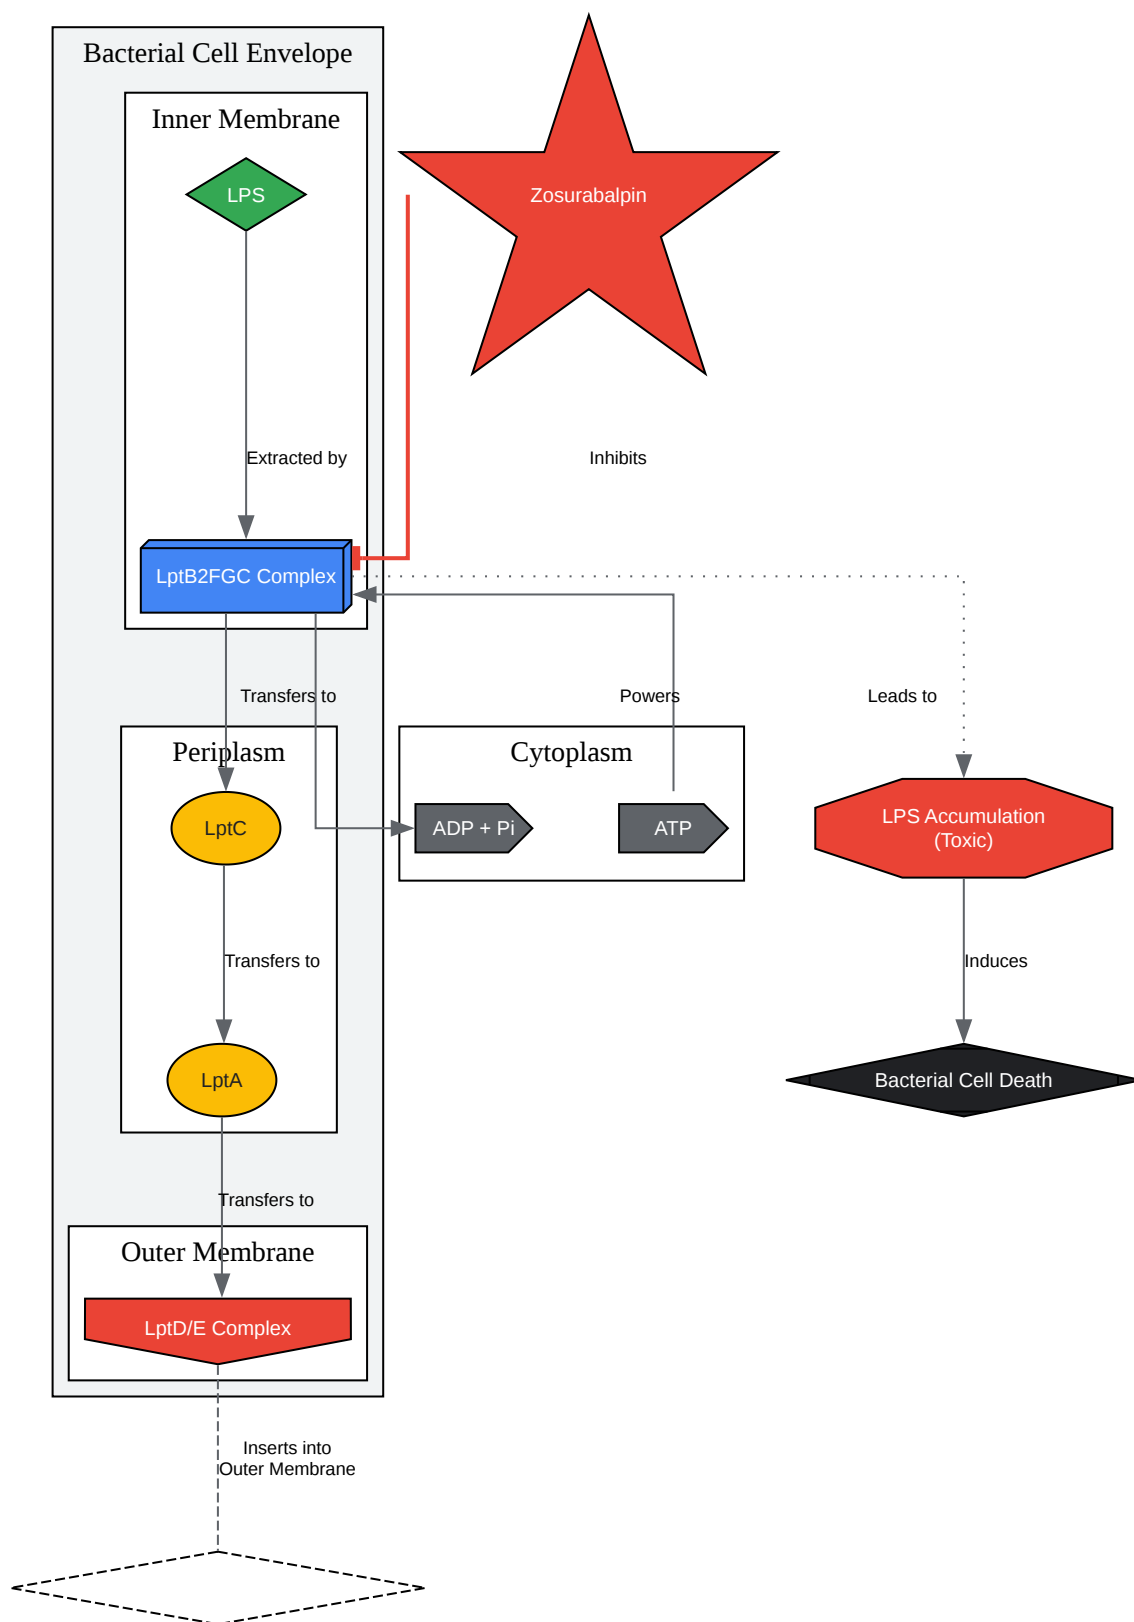 Bacterial Cell Envelope
Inner Membrane
LPS
Zosurabalpin
Extracted by
Inhibits
LptB2FGC Complex
Transfers to
Powers
Leads to
Periplasm
Cytoplasm
LptC
ADP + Pi
ATP
LPS Accumulation
(Toxic)
Transfers to
Induces
LptA
Bacterial Cell Death
Transfers to
Outer Membrane
LptD/E Complex
Inserts into
Outer Membrane